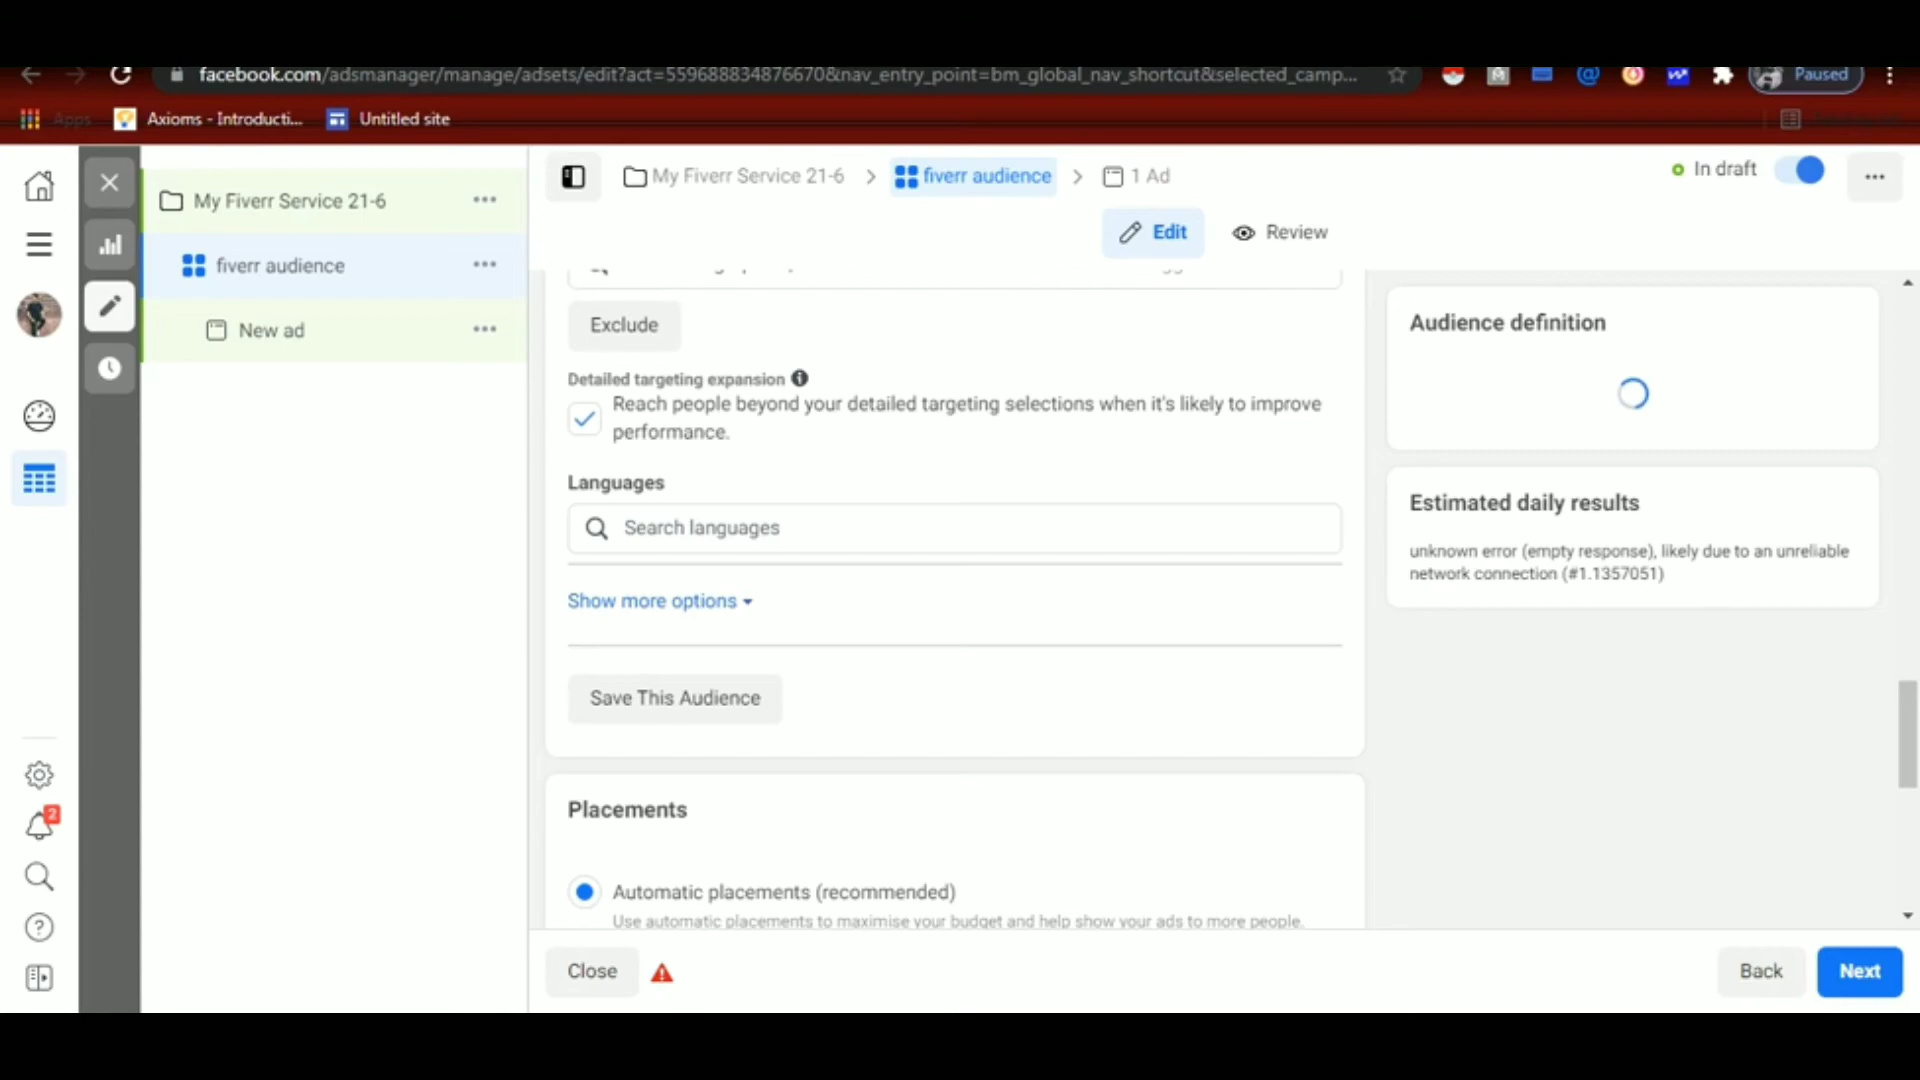 facebook.com/adsmanager/manage/adsets/edit?act=559688834876670&nav_entry_point=bm_global_nav_shortcut&selected_camp...
Paused
Apps
Axioms - Introducti...
Untitled site
My Fiverr Service 21-6
fiverr audience
New ad
My Fiverr Service 21-6 > fiverr audience > 1 Ad
In draft
Edit
Review
Exclude
Detailed targeting expansion
Reach people beyond your detailed targeting selections when it's likely to improve
performance.
Languages
Search languages
Show more options
Save This Audience
Placements
Automatic placements (recommended)
Use automatic placements to maximise your budget and help show your ads to more people.
Audience definition
Estimated daily results
unknown error (empty response), likely due to an unreliable
network connection (#1.1357051)
2
Close
Back
Next